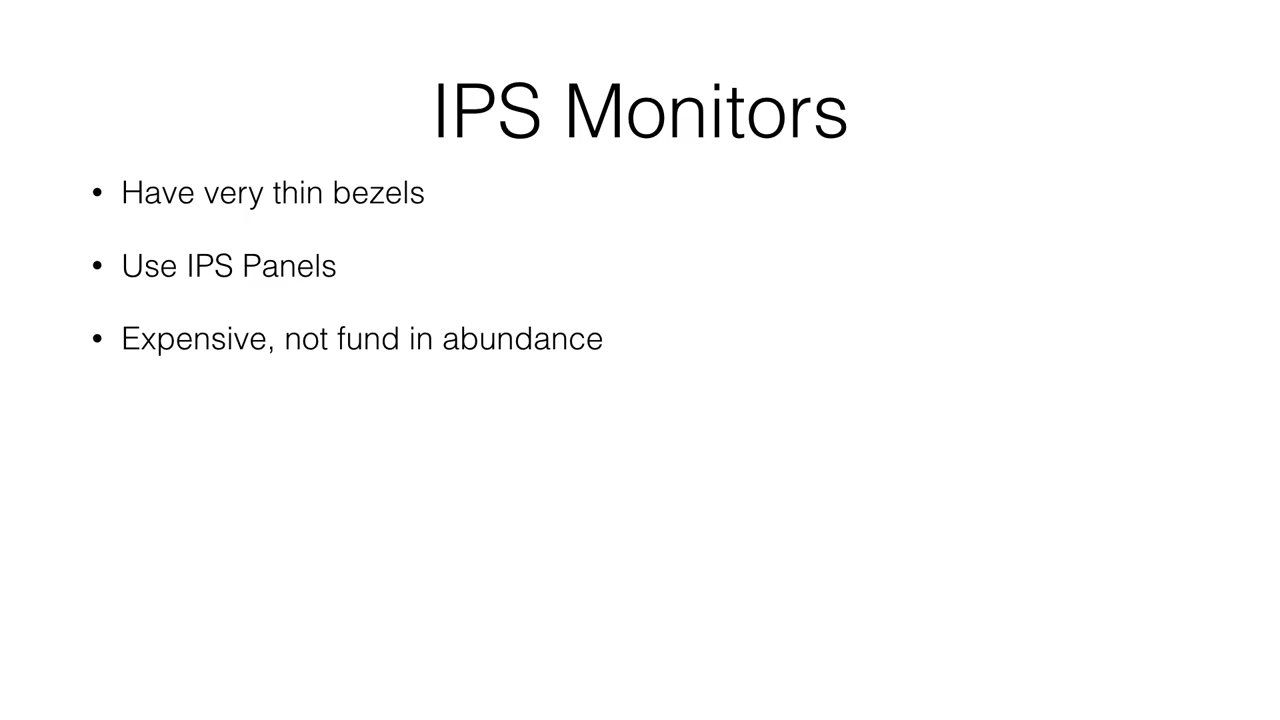 IPS Monitors
• Have very thin bezels
• Use IPS Panels
• Expensive, not fund in abundance